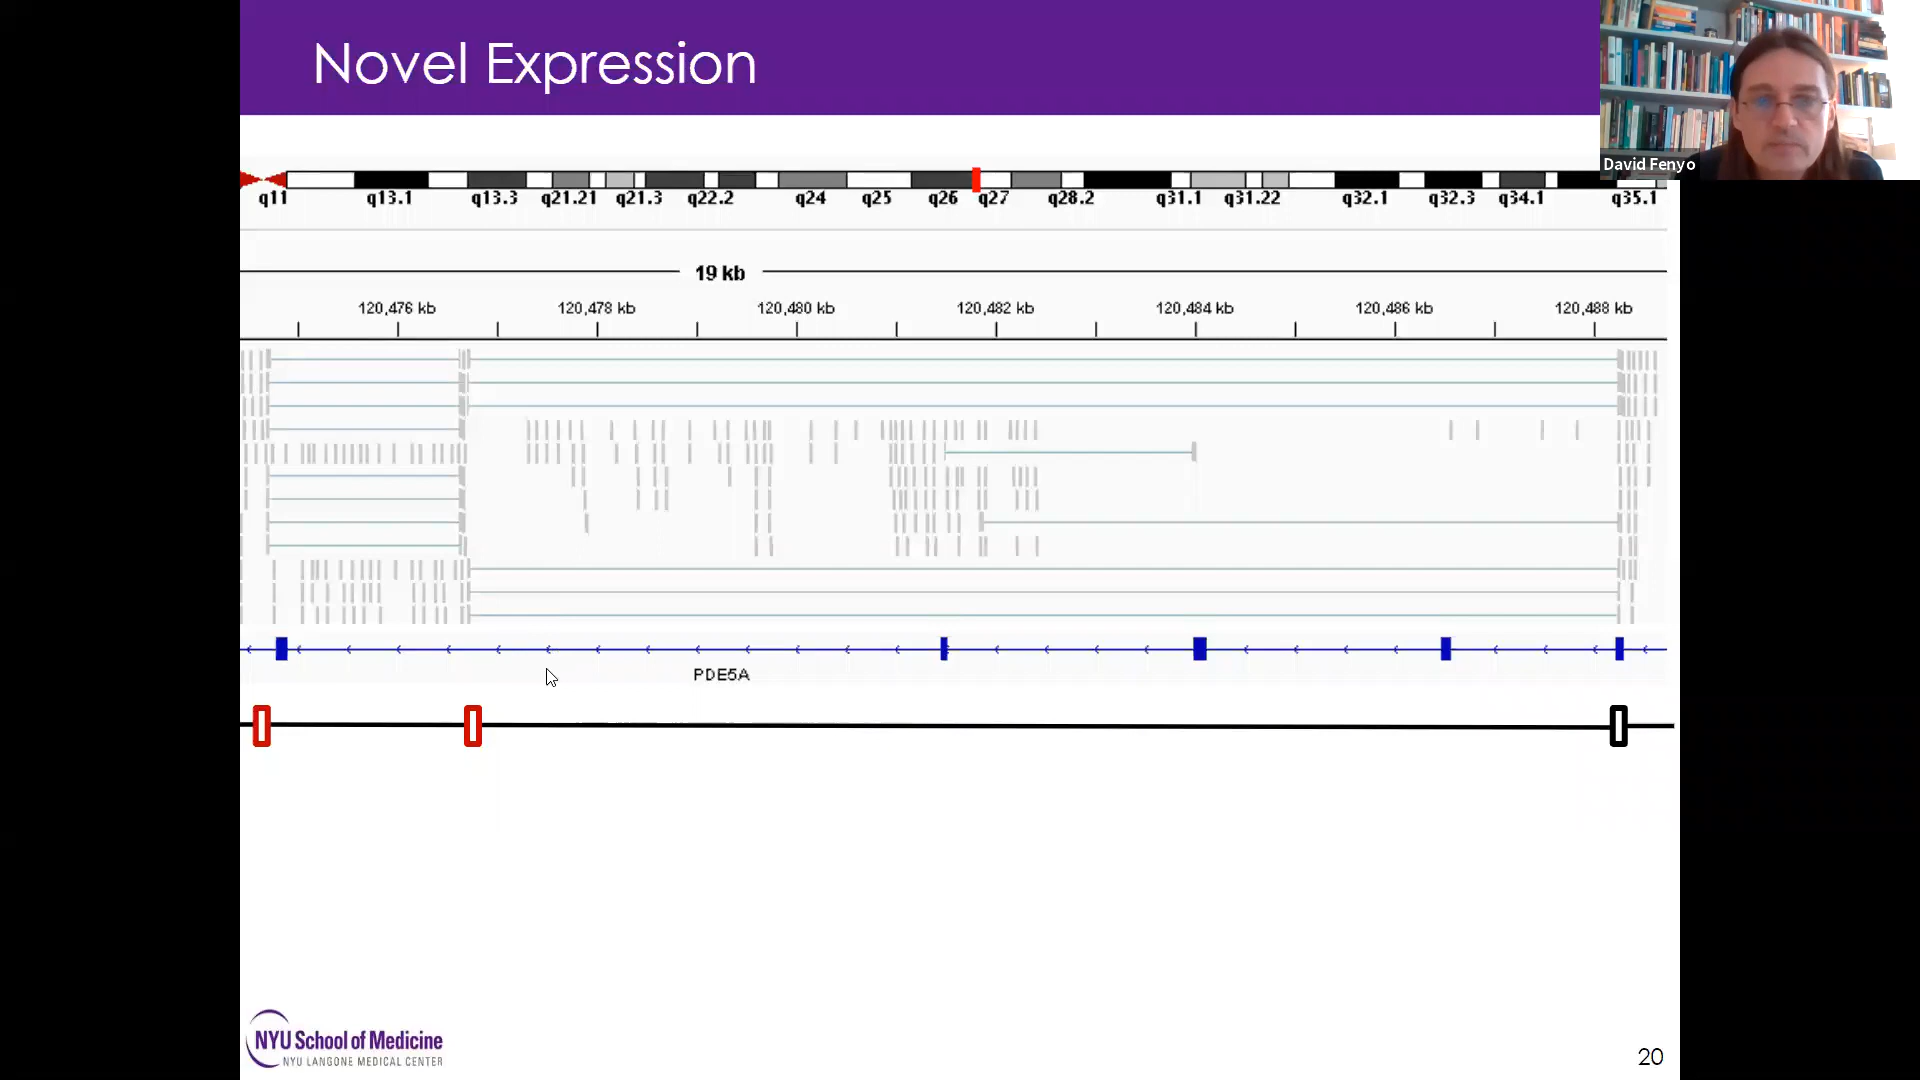 Novel Expression
David Fenyo
q11 q13.1 q13.3 q21.21 q21.3 q22.2 q24 q25 q26 q27 q28.2 q31.1 q31.22 q32.1 q32.3 q34.1 q35.1
19 kb
120,476 kb 120,478 kb 120,480 kb 120,482 kb 120,484 kb 120,486 kb 120,488 kb
PDE5A
NYU School of Medicine
NYU LANGONE MEDICAL CENTER
20